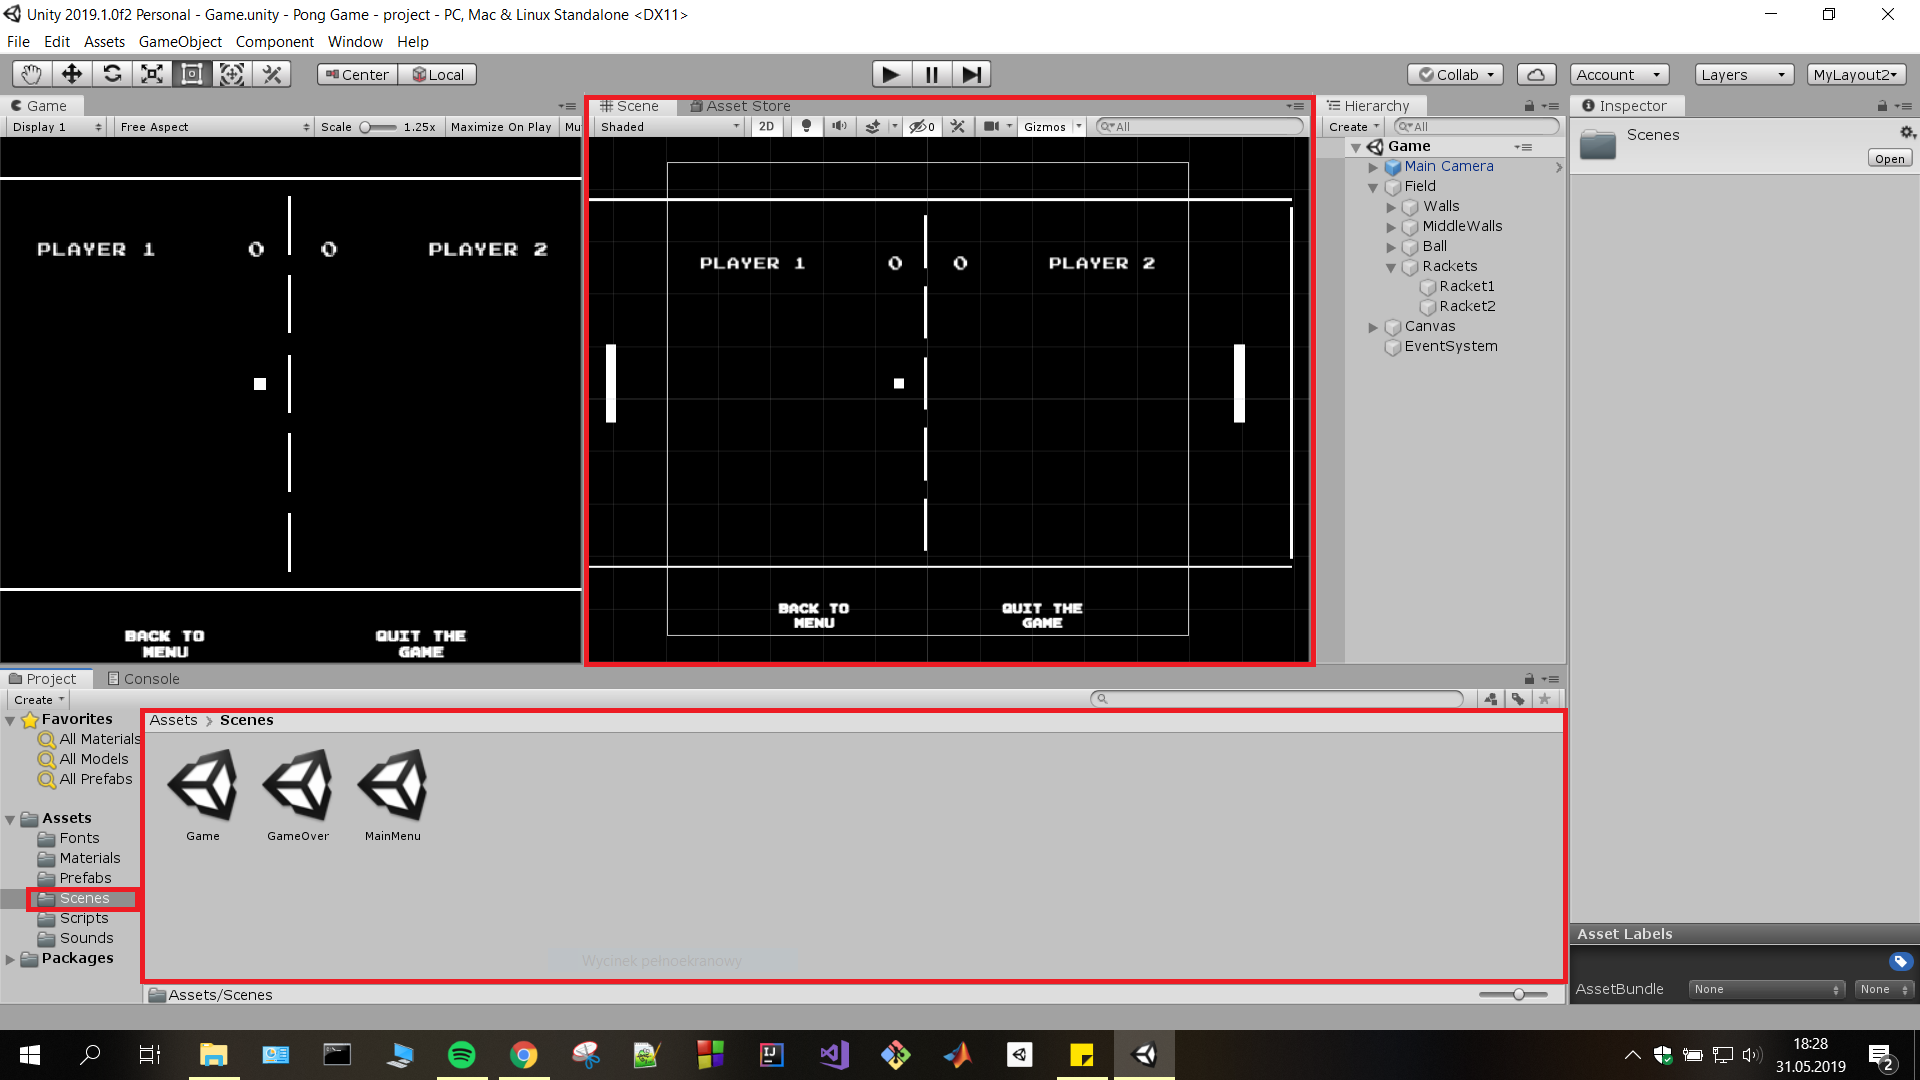 Unity 2019.1.0f2 Personal - Game.unity - Pong Game - project - PC, Mac & Linux Standalone <DX11>
File Edit Assets GameObject Component Window Help
Center Local Collab Account Layers MyLayout2
Game
Display 1 Free Aspect Scale 1.25x Maximize On Play Mu
PLAYER 1 0 0 PLAYER 2
BACK TO
MENU
QUIT THE
GAME
Scene Asset Store
Shaded 2D 0 Gizmos All
PLAYER 1 0 0 PLAYER 2
BACK TO
MENU
QUIT THE
GAME
Hierarchy
Create All
Game
Main Camera
Field
Walls
MiddleWalls
Ball
Rackets
Racket1
Racket2
Canvas
EventSystem
Inspector
Scenes
Open
Project Console
Create
Favorites
All Materials
All Models
All Prefabs
Assets
Fonts
Materials
Prefabs
Scenes
Scripts
Sounds
Packages
Assets > Scenes
Game GameOver MainMenu
Wycinek pełnoekranowy
Assets/Scenes
Asset Labels
AssetBundle None None
18:28
31.05.2019
2